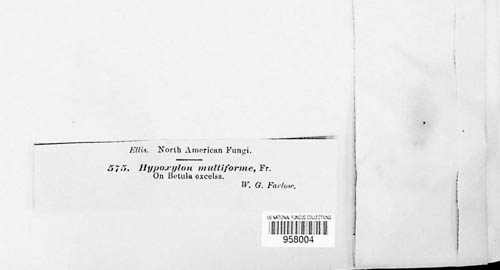 Ellis. North American Fungi.
575. Hypoxylon multiforme, Fr.
On Betula excelsa.
W. G. Farlow.
US NATIONAL FUNGUS COLLECTIONS
958004